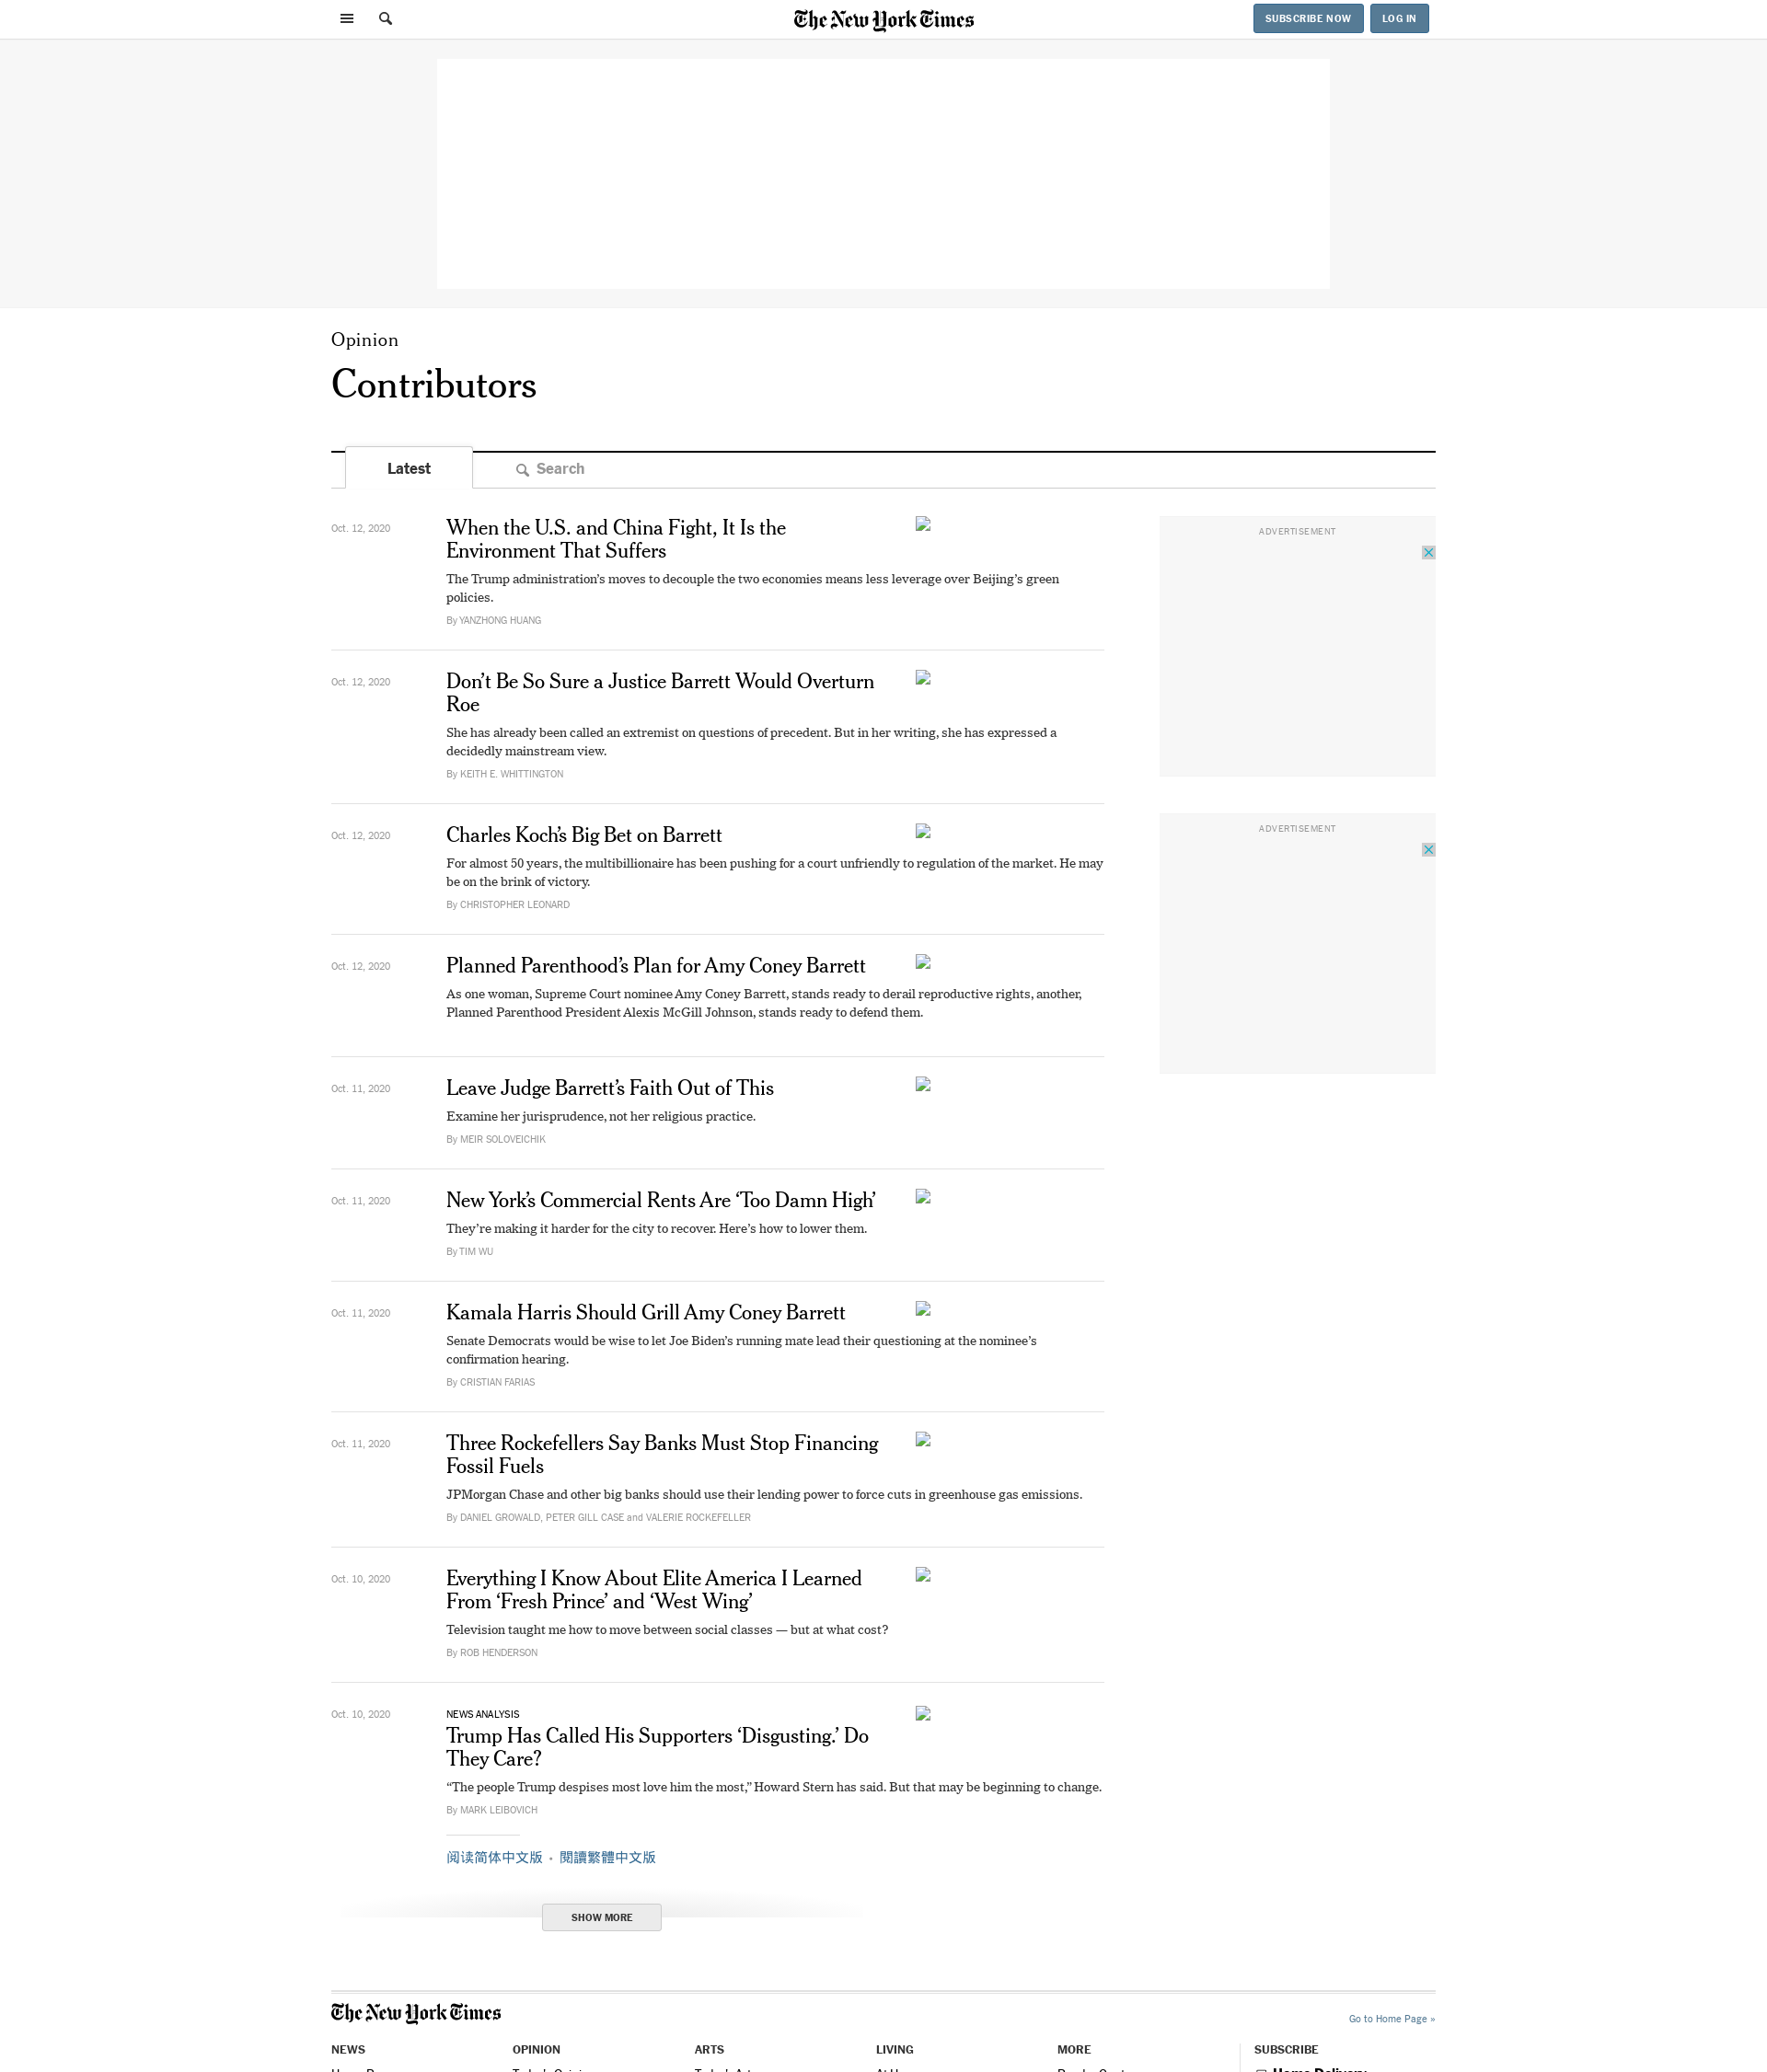 The New York Times
SUBSCRIBE NOW
LOG IN
Opinion
Contributors
Latest
Search
Oct. 12, 2020
When the U.S. and China Fight, It Is the
Environment That Suffers
The Trump administration’s moves to decouple the two economies means less leverage over Beijing’s green
policies.
By YANZHONG HUANG
ADVERTISEMENT
Oct. 12, 2020
Don’t Be So Sure a Justice Barrett Would Overturn
Roe
She has already been called an extremist on questions of precedent. But in her writing, she has expressed a
decidedly mainstream view.
By KEITH E. WHITTINGTON
Oct. 12, 2020
Charles Koch’s Big Bet on Barrett
For almost 50 years, the multibillionaire has been pushing for a court unfriendly to regulation of the market. He may
be on the brink of victory.
By CHRISTOPHER LEONARD
ADVERTISEMENT
Oct. 12, 2020
Planned Parenthood’s Plan for Amy Coney Barrett
As one woman, Supreme Court nominee Amy Coney Barrett, stands ready to derail reproductive rights, another,
Planned Parenthood President Alexis McGill Johnson, stands ready to defend them.
Oct. 11, 2020
Leave Judge Barrett’s Faith Out of This
Examine her jurisprudence, not her religious practice.
By MEIR SOLOVEICHIK
Oct. 11, 2020
New York’s Commercial Rents Are ‘Too Damn High’
They’re making it harder for the city to recover. Here’s how to lower them.
By TIM WU
Oct. 11, 2020
Kamala Harris Should Grill Amy Coney Barrett
Senate Democrats would be wise to let Joe Biden’s running mate lead their questioning at the nominee’s
confirmation hearing.
By CRISTIAN FARIAS
Oct. 11, 2020
Three Rockefellers Say Banks Must Stop Financing
Fossil Fuels
JPMorgan Chase and other big banks should use their lending power to force cuts in greenhouse gas emissions.
By DANIEL GROWALD, PETER GILL CASE and VALERIE ROCKEFELLER
Oct. 10, 2020
Everything I Know About Elite America I Learned
From ‘Fresh Prince’ and ‘West Wing’
Television taught me how to move between social classes — but at what cost?
By ROB HENDERSON
Oct. 10, 2020
NEWS ANALYSIS
Trump Has Called His Supporters ‘Disgusting.’ Do
They Care?
“The people Trump despises most love him the most,” Howard Stern has said. But that may be beginning to change.
By MARK LEIBOVICH
阅读简体中文版 • 閱讀繁體中文版
SHOW MORE
The New York Times
Go to Home Page »
NEWS
OPINION
ARTS
LIVING
MORE
SUBSCRIBE
Home Delivery